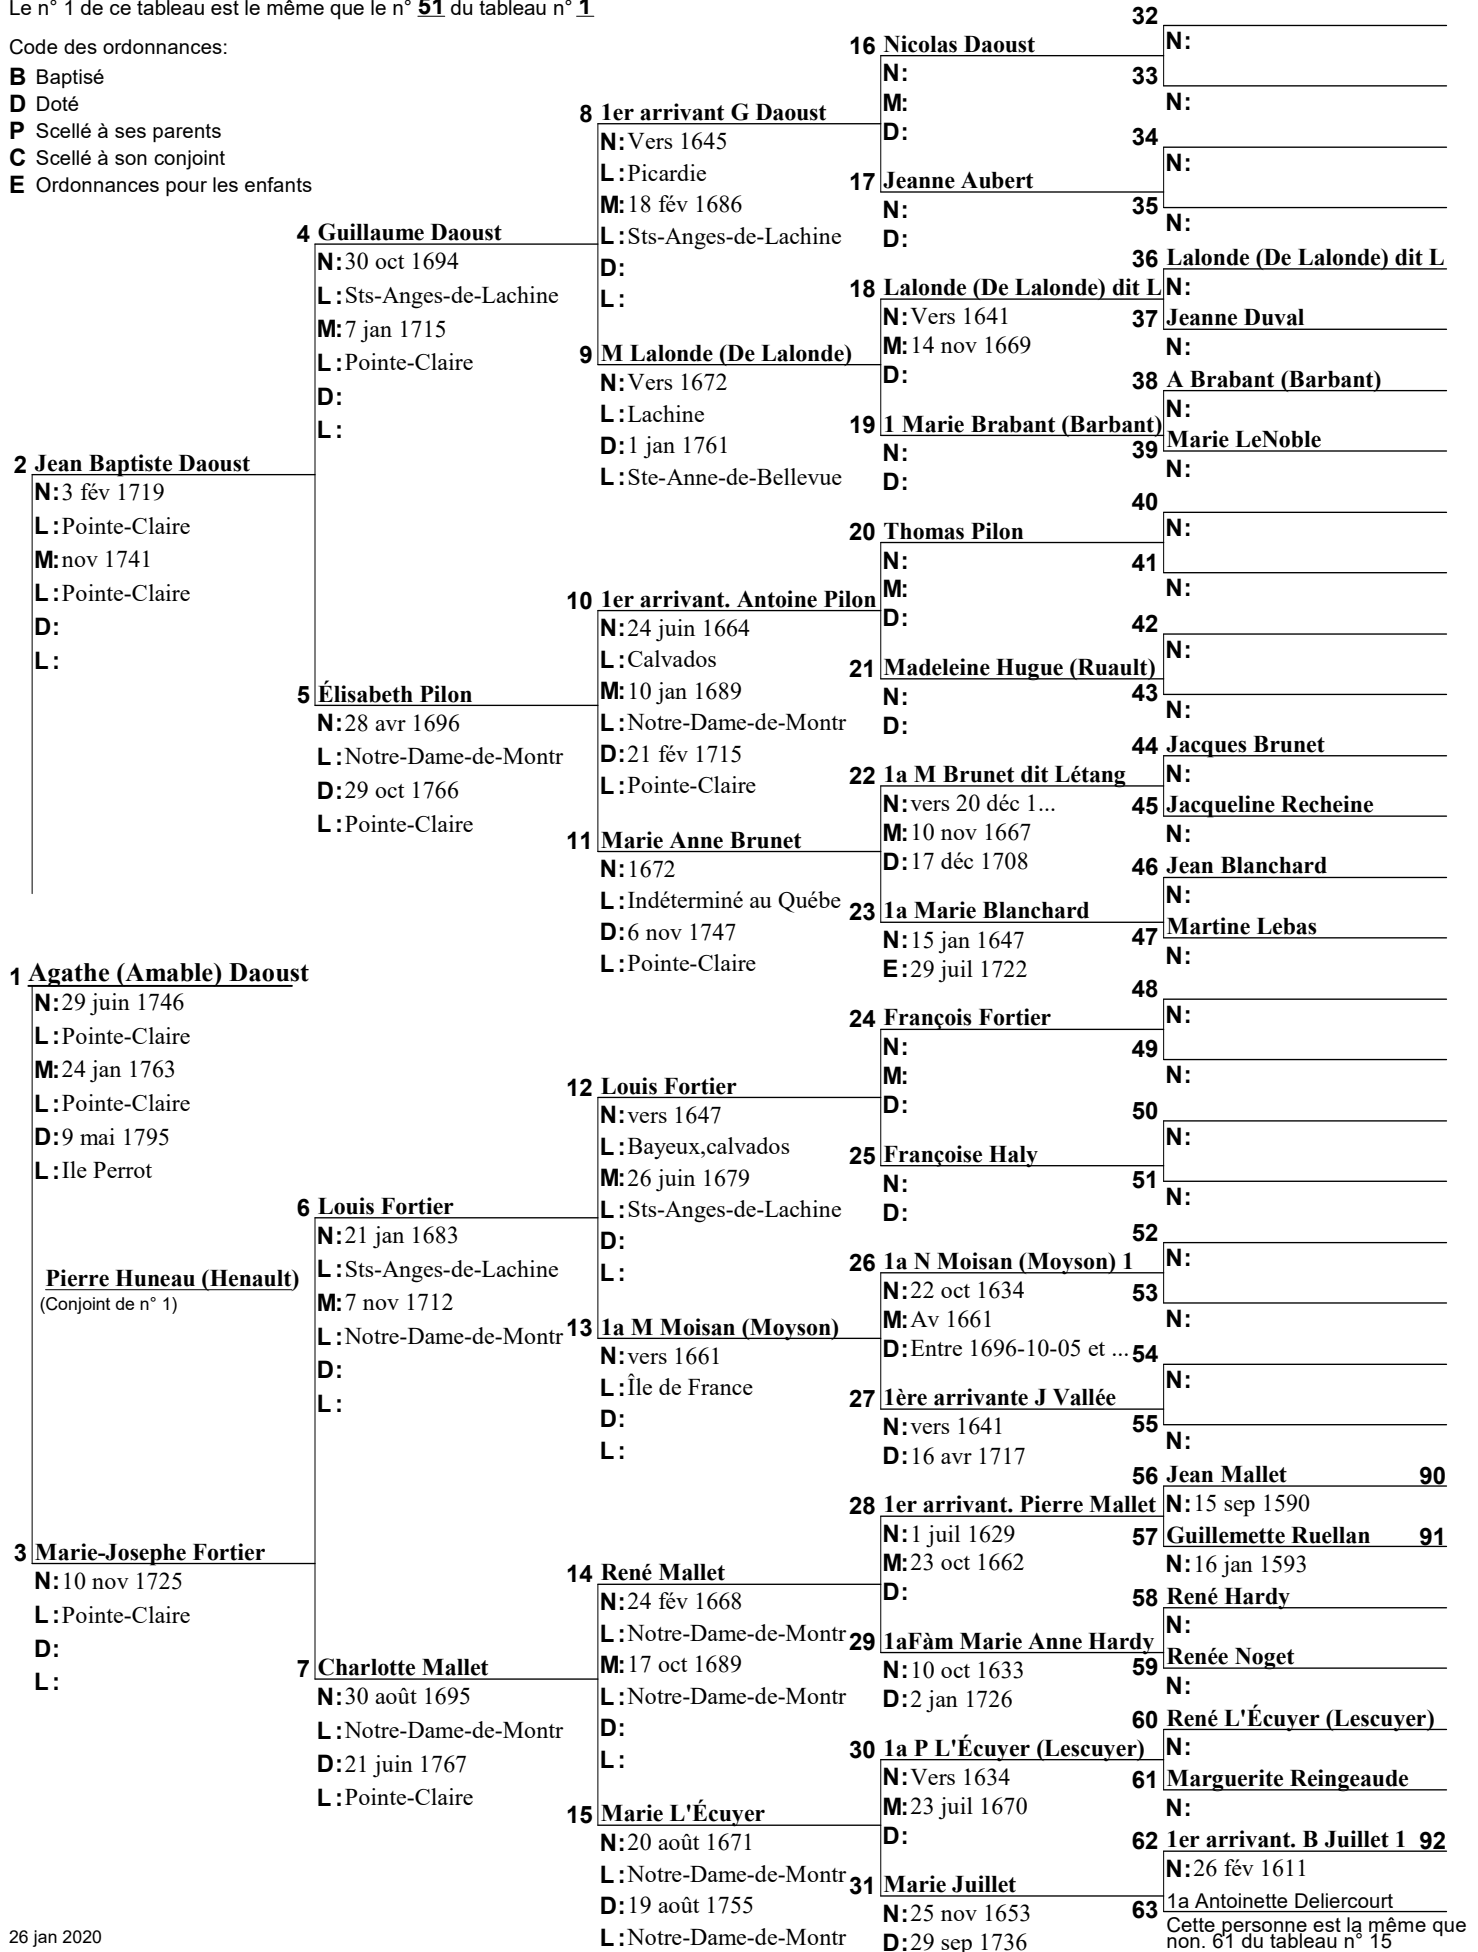 Le n° 1 de ce tableau est le même que le n° 51 du tableau n° 1
Code des ordonnances:
B Baptisé
D Doté
P Scellé à ses parents
C Scellé à son conjoint
E Ordonnances pour les enfants
2 Jean Baptiste Daoust
N: 3 fév 1719
L: Pointe-Claire
M: nov 1741
L: Pointe-Claire
D:
L:
1 Agathe (Amable) Daoust
N: 29 juin 1746
L: Pointe-Claire
M: 24 jan 1763
L: Pointe-Claire
D: 9 mai 1795
L: Ile Perrot
Pierre Huneau (Henault)
(Conjoint de n° 1)
3 Marie-Josephe Fortier
N: 10 nov 1725
L: Pointe-Claire
D:
L:
26 jan 2020
4 Guillaume Daoust
N: 30 oct 1694
L: Sts-Anges-de-Lachine
M: 7 jan 1715
L: Pointe-Claire
D:
L:
5 Élisabeth Pilon
N: 28 avr 1696
L: Notre-Dame-de-Montr
D: 29 oct 1766
L: Pointe-Claire
6 Louis Fortier
N: 21 jan 1683
L: Sts-Anges-de-Lachine
M: 7 nov 1712
L: Notre-Dame-de-Montr
D:
L:
7 Charlotte Mallet
N: 30 août 1695
L: Notre-Dame-de-Montr
D: 21 juin 1767
L: Pointe-Claire
8 1er arrivant G Daoust
N: Vers 1645
L: Picardie
M: 18 fév 1686
L: Sts-Anges-de-Lachine
D:
L:
9 M Lalonde (De Lalonde)
N: Vers 1672
L: Lachine
D: 1 jan 1761
L: Ste-Anne-de-Bellevue
10 1er arrivant. Antoine Pilon
N: 24 juin 1664
L: Calvados
M: 10 jan 1689
L: Notre-Dame-de-Montr
D: 21 fév 1715
L: Pointe-Claire
11 Marie Anne Brunet
N: 1672
L: Indéterminé au Québe
D: 6 nov 1747
L: Pointe-Claire
12 Louis Fortier
N: vers 1647
L: Bayeux,calvados
M: 26 juin 1679
L: Sts-Anges-de-Lachine
D:
L:
13 1a M Moisan (Moyson)
N: vers 1661
L: Île de France
D:
L:
14 René Mallet
N: 24 fév 1668
L: Notre-Dame-de-Montr
M: 17 oct 1689
L: Notre-Dame-de-Montr
D:
L:
15 Marie L'Écuyer
N: 20 août 1671
L: Notre-Dame-de-Montr
D: 19 août 1755
L: Notre-Dame-de-Montr
16 Nicolas Daoust
N:
M:
D:
17 Jeanne Aubert
N:
D:
18 Lalonde (De Lalonde) dit L
N: Vers 1641
M: 14 nov 1669
D:
19 1 Marie Brabant (Barbant)
N:
D:
20 Thomas Pilon
N:
M:
D:
21 Madeleine Hugue (Ruault)
N:
D:
22 1a M Brunet dit Létang
N: vers 20 déc 1...
M: 10 nov 1667
D: 17 déc 1708
23 1a Marie Blanchard
N: 15 jan 1647
E: 29 juil 1722
24 François Fortier
N:
M:
D:
25 Françoise Haly
N:
D:
26 1a N Moisan (Moyson) 1
N: 22 oct 1634
M: Av 1661
D: Entre 1696-10-05 et ...
27 1ère arrivante J Vallée
N: vers 1641
D: 16 avr 1717
28 1er arrivant. Pierre Mallet
N: 1 juil 1629
M: 23 oct 1662
D:
29 1aFàm Marie Anne Hardy
N: 10 oct 1633
D: 2 jan 1726
30 1a P L'Écuyer (Lescuyer)
N: Vers 1634
M: 23 juil 1670
D:
31 Marie Juillet
N: 25 nov 1653
D: 29 sep 1736
32
N:
33
N:
34
N:
35
N:
36 Lalonde (De Lalonde) dit L
N:
37 Jeanne Duval
N:
38 A Brabant (Barbant)
N:
39 Marie LeNoble
N:
40
N:
41
N:
42
N:
43
N:
44 Jacques Brunet
N:
45 Jacqueline Recheine
N:
46 Jean Blanchard
N:
47 Martine Lebas
N:
48
N:
49
N:
50
N:
51
N:
52
N:
53
N:
54
N:
55
N:
56 Jean Mallet 90
N: 15 sep 1590
57 Guillemette Ruellan 91
N: 16 jan 1593
58 René Hardy
N:
59 Renée Noget
N:
60 René L'Écuyer (Lescuyer)
N:
61 Marguerite Reingeaude
N:
62 1er arrivant. B Juillet 1 92
N: 26 fév 1611
63 1a Antoinette Deliercourt
Cette personne est la même que
non. 61 du tableau n° 15